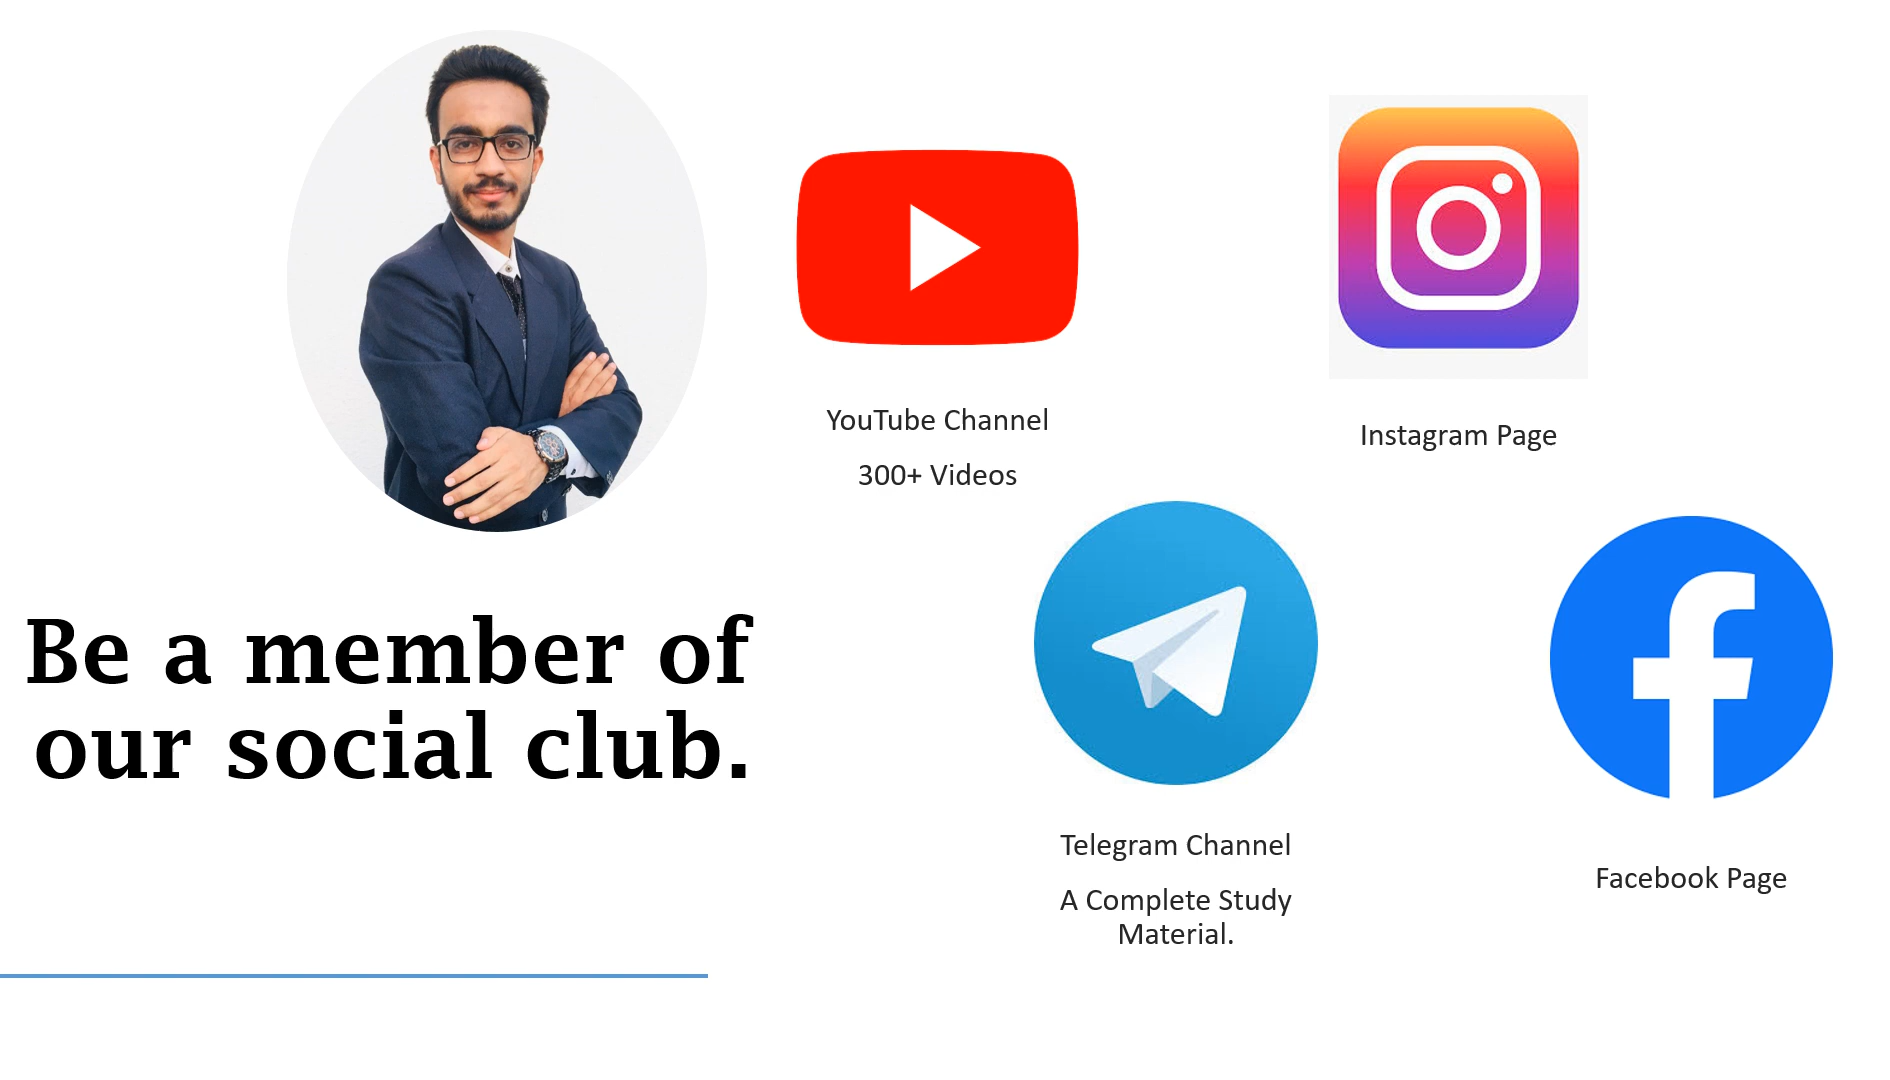 YouTube Channel
300+ Videos
Instagram Page
Be a member of
our social club.
Telegram Channel
A Complete Study
Material.
Facebook Page